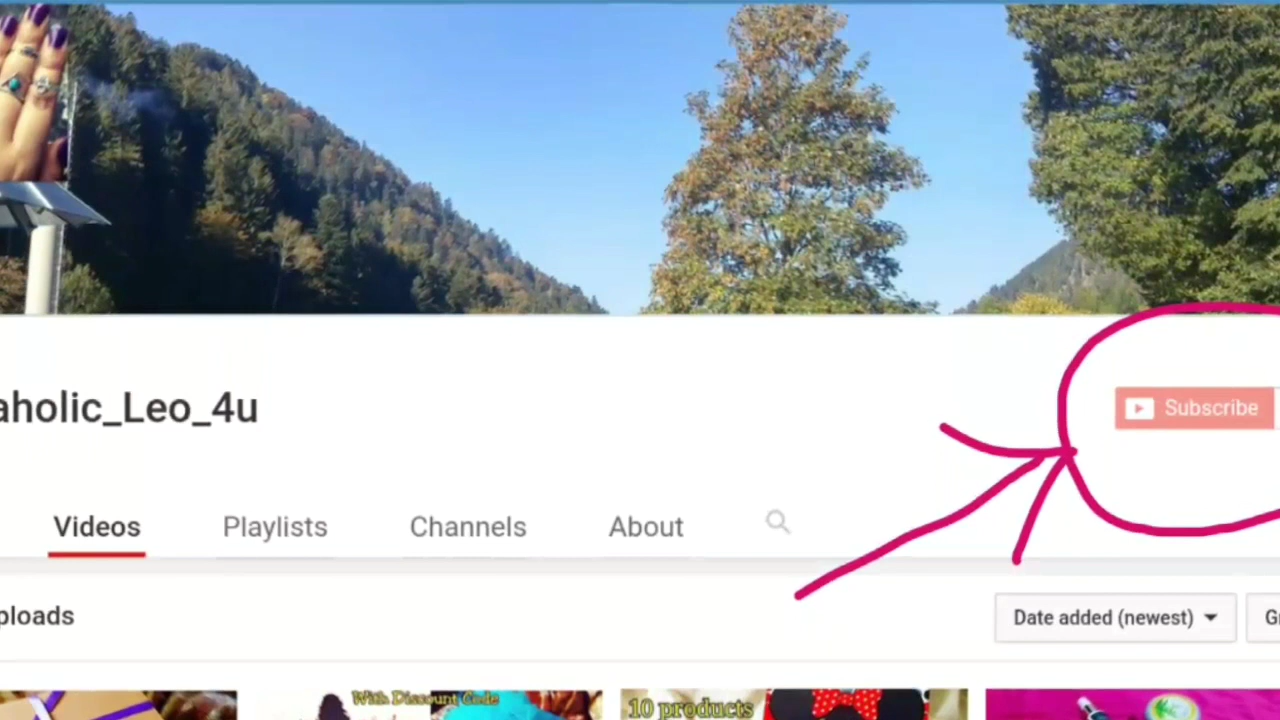 aholic_Leo_4u
Subscribe
Videos Playlists Channels About
ploads
Date added (newest)
With Discount Code
10 products